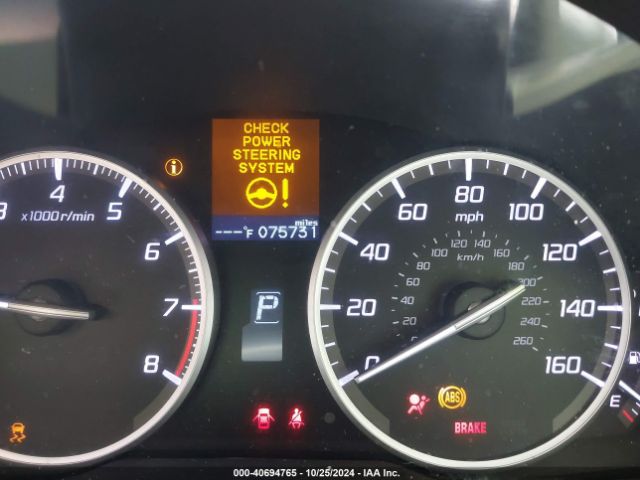 CHECK
POWER
STEERING
SYSTEM
!
miles
---°F 075731
4
5
x1000 r/min
6
7
8
P
0
20
40
60
80
100
120
140
160
mph
20
40
60
80
100
120
140
160
180
200
220
240
260
km/h
ABS
BRAKE
E
000-40694765 - 10/25/2024 - IAA Inc.